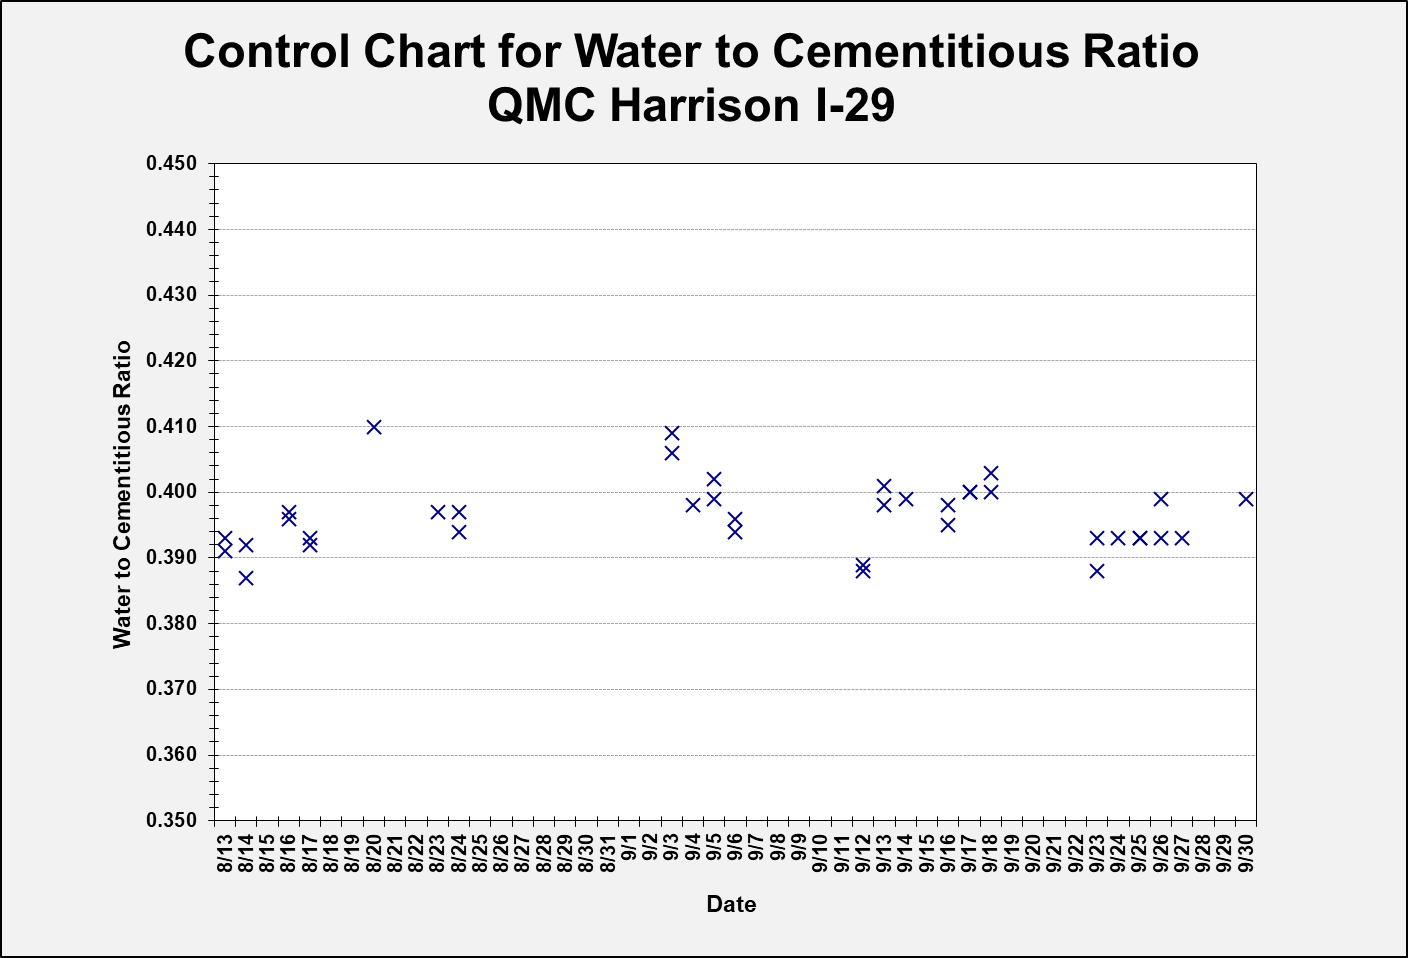 Control Chart for Water to Cementitious Ratio
QMC Harrison I-29
Water to Cementitious Ratio
0.450
0.440
0.430
0.420
0.410
0.400
0.390
0.380
0.370
0.360
0.350
8/13 8/14 8/15 8/16 8/17 8/18 8/19 8/20 8/21 8/22 8/23 8/24 8/25 8/26 8/27 8/28 8/29 8/30 8/31 9/1 9/2 9/3 9/4 9/5 9/6 9/7 9/8 9/9 9/10 9/11 9/12 9/13 9/14 9/15 9/16 9/17 9/18 9/19 9/20 9/21 9/22 9/23 9/24 9/25 9/26 9/27 9/28 9/29 9/30
Date